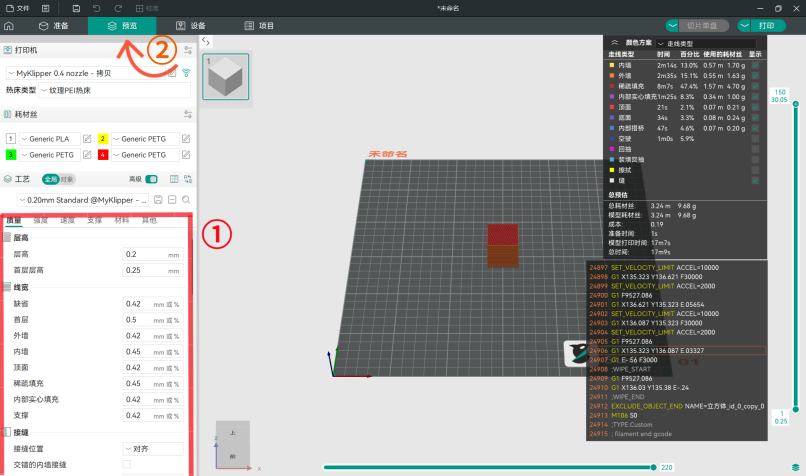 文件
标准
*未命名
准备
预览
设备
项目
切片单盘
打印
②
打印机
MyKlipper 0.4 nozzle - 拷贝
热床类型
纹理PEI热床
耗材丝
1 Generic PLA
2 Generic PETG
3 Generic PETG
4 Generic PETG
工艺
全局 对象
高级
0.20mm Standard @MyKlipper - ...
质量 强度 速度 支撑 材料 其他
①
层高
层高 0.2 mm
首层层高 0.25 mm
线宽
缺省 0.42 mm 或 %
首层 0.5 mm 或 %
外墙 0.42 mm 或 %
内墙 0.45 mm 或 %
顶面 0.42 mm 或 %
稀疏填充 0.45 mm 或 %
内部实心填充 0.42 mm 或 %
支撑 0.42 mm 或 %
接缝
接缝位置 对齐
交错的内墙接缝
1
未命名
上
前
z
x
颜色方案 走线类型
走线类型 时间 百分比 使用的耗材丝 显示
内墙 2m14s 13.0% 0.57 m 1.70 g
外墙 2m35s 15.1% 0.55 m 1.63 g
稀疏填充 8m7s 47.4% 1.57 m 4.70 g
内部实心填充 1m25s 8.3% 0.34 m 1.00 g
顶面 21s 2.1% 0.07 m 0.21 g
底面 34s 3.3% 0.08 m 0.24 g
内部搭桥 47s 4.6% 0.07 m 0.20 g
空驶 1m0s 5.9%
回抽
装填回抽
擦拭
缝
总预估
总耗材丝: 3.24 m 9.68 g
模型耗材丝: 3.24 m 9.68 g
成本: 0.19
准备时间: 1s
模型打印时间: 17m7s
总时间: 17m9s
24897 SET_VELOCITY_LIMIT ACCEL=10000
24898 G1 X135.323 Y136.621 F30000
24899 SET_VELOCITY_LIMIT ACCEL=2000
24900 G1 F9527.086
24901 G1 X136.621 Y135.323 E.05654
24902 SET_VELOCITY_LIMIT ACCEL=10000
24903 G1 X136.087 Y135.323 F30000
24904 SET_VELOCITY_LIMIT ACCEL=2000
24905 G1 F9527.086
24906 G1 X135.323 Y136.087 E.03327
24907 G1 E-.56 F3000
24908 ;WIPE_START
24909 G1 F9527.086
24910 G1 X136.03 Y135.38 E-.24
24911 ;WIPE_END
24912 EXCLUDE_OBJECT_END NAME=立方体_id_0_copy_0
24913 M106 S0
24914 ;TYPE:Custom
24915 ; filament end gcode
150
30.05
1
0.25
220